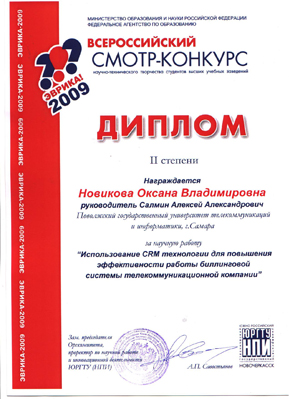 МИНИСТЕРСТВО ОБРАЗОВАНИЯ И НАУКИ РОССИЙСКОЙ ФЕДЕРАЦИИ
ФЕДЕРАЛЬНОЕ АГЕНТСТВО ПО ОБРАЗОВАНИЮ
ВСЕРОССИЙСКИЙ
СМОТР-КОНКУРС
научно-технического творчества студентов высших учебных заведений
ЭВРИКА!
2009
ДИПЛОМ
II степени
Награждается
Новикова Оксана Владимировна
руководитель Салмин Алексей Александрович
Поволжский государственный университет телекоммуникаций
и информатики, г.Самара
за научную работу
"Использование CRM технологии для повышения
эффективности работы биллинговой
системы телекоммуникационной компании"
Зам. председателя
Оргкомитета,
проректор по научной работе
и инновационной деятельности
ЮРГТУ (НПИ)
А.П. Савостьянов
ЮРГТУ
НПИ
НОВОЧЕРКАССК
ЭВРИКА-2009 ЭВРИКА-2009 ЭВРИКА-2009 ЭВРИКА-2009